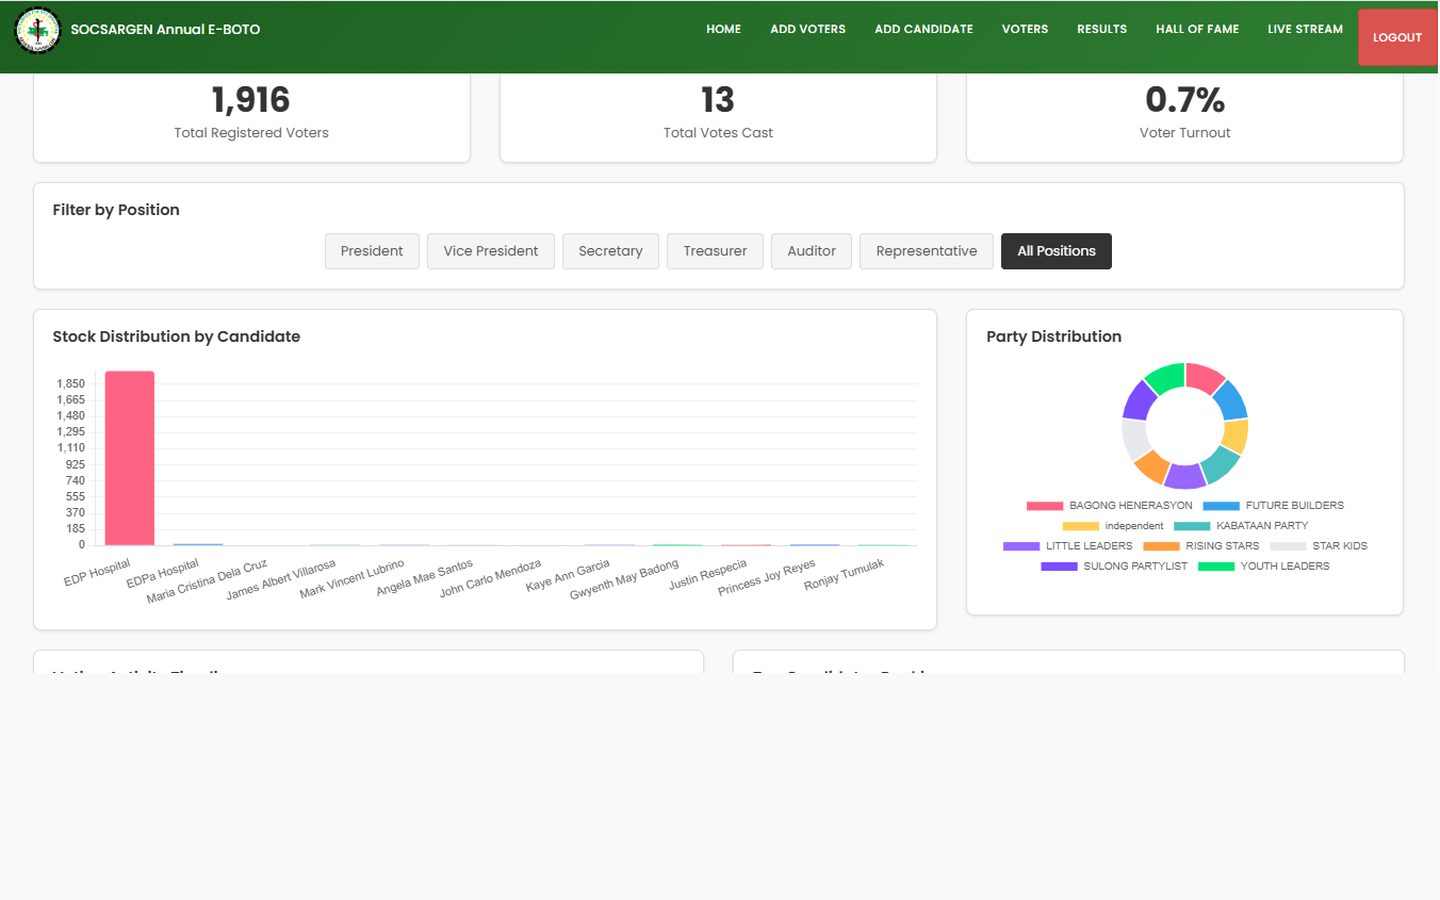 SOCSARGEN Annual E-BOTO
HOME
ADD VOTERS
ADD CANDIDATE
VOTERS
RESULTS
HALL OF FAME
LIVE STREAM
LOGOUT
1,916
Total Registered Voters
13
Total Votes Cast
0.7%
Voter Turnout
Filter by Position
President
Vice President
Secretary
Treasurer
Auditor
Representative
All Positions
Stock Distribution by Candidate
1,850
1,665
1,480
1,295
1,110
925
740
555
370
185
0
EDP Hospital
EDPa Hospital
Maria Cristina Dela Cruz
James Albert Villarosa
Mark Vincent Lubrino
Angela Mae Santos
John Carlo Mendoza
Kaye Ann Garcia
Gwyenth May Badong
Justin Respecia
Princess Joy Reyes
Ronjay Tumulak
Party Distribution
BAGONG HENERASYON
FUTURE BUILDERS
independent
KABATAAN PARTY
LITTLE LEADERS
RISING STARS
STAR KIDS
SULONG PARTYLIST
YOUTH LEADERS